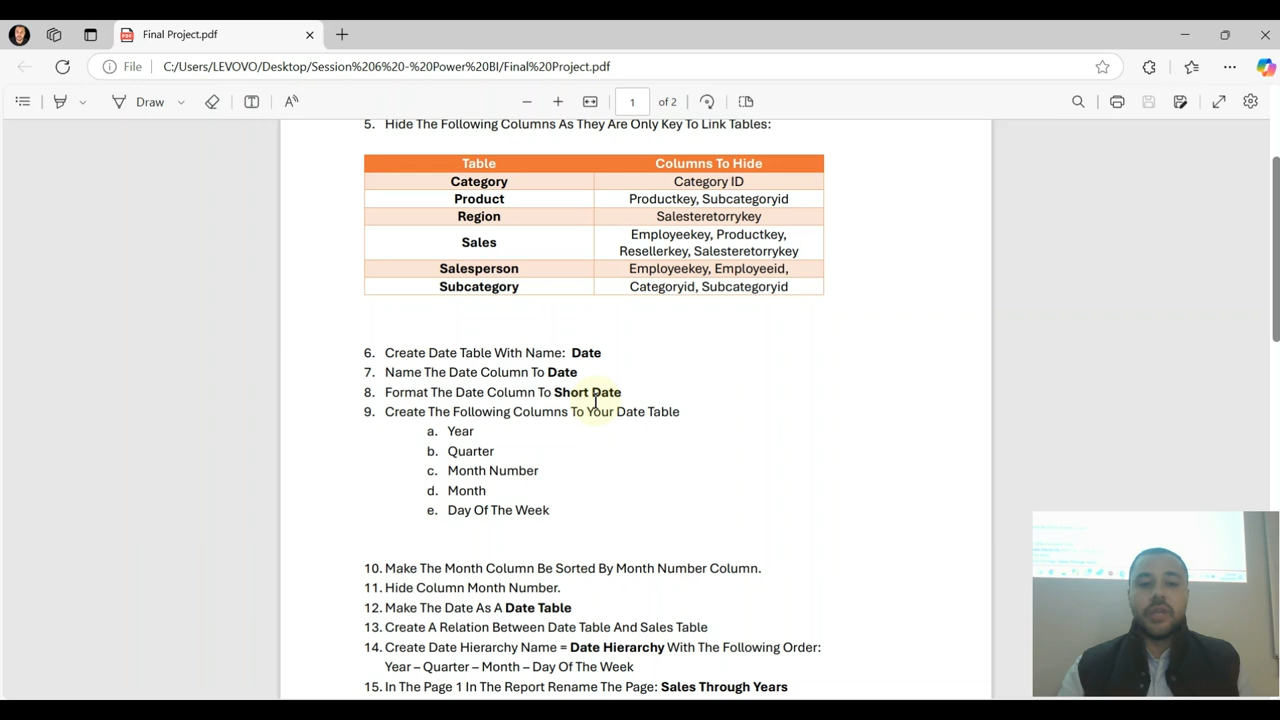 Final Project.pdf
File
C:/Users/LEVOVO/Desktop/Session%206%20-%20Power%20BI/Final%20Project.pdf
Draw
1 of 2
5. Hide The Following Columns As They Are Only Key To Link Tables:
Table Columns To Hide
Category Category ID
Product Productkey, Subcategoryid
Region Salesteretorrykey
Sales Employeekey, Productkey,
Resellerkey, Salesteretorrykey
Salesperson Employeekey, Employeeid,
Subcategory Categoryid, Subcategoryid
6. Create Date Table With Name: Date
7. Name The Date Column To Date
8. Format The Date Column To Short Date
9. Create The Following Columns To Your Date Table
a. Year
b. Quarter
c. Month Number
d. Month
e. Day Of The Week
10. Make The Month Column Be Sorted By Month Number Column.
11. Hide Column Month Number.
12. Make The Date As A Date Table
13. Create A Relation Between Date Table And Sales Table
14. Create Date Hierarchy Name = Date Hierarchy With The Following Order:
Year – Quarter – Month – Day Of The Week
15. In The Page 1 In The Report Rename The Page: Sales Through Years